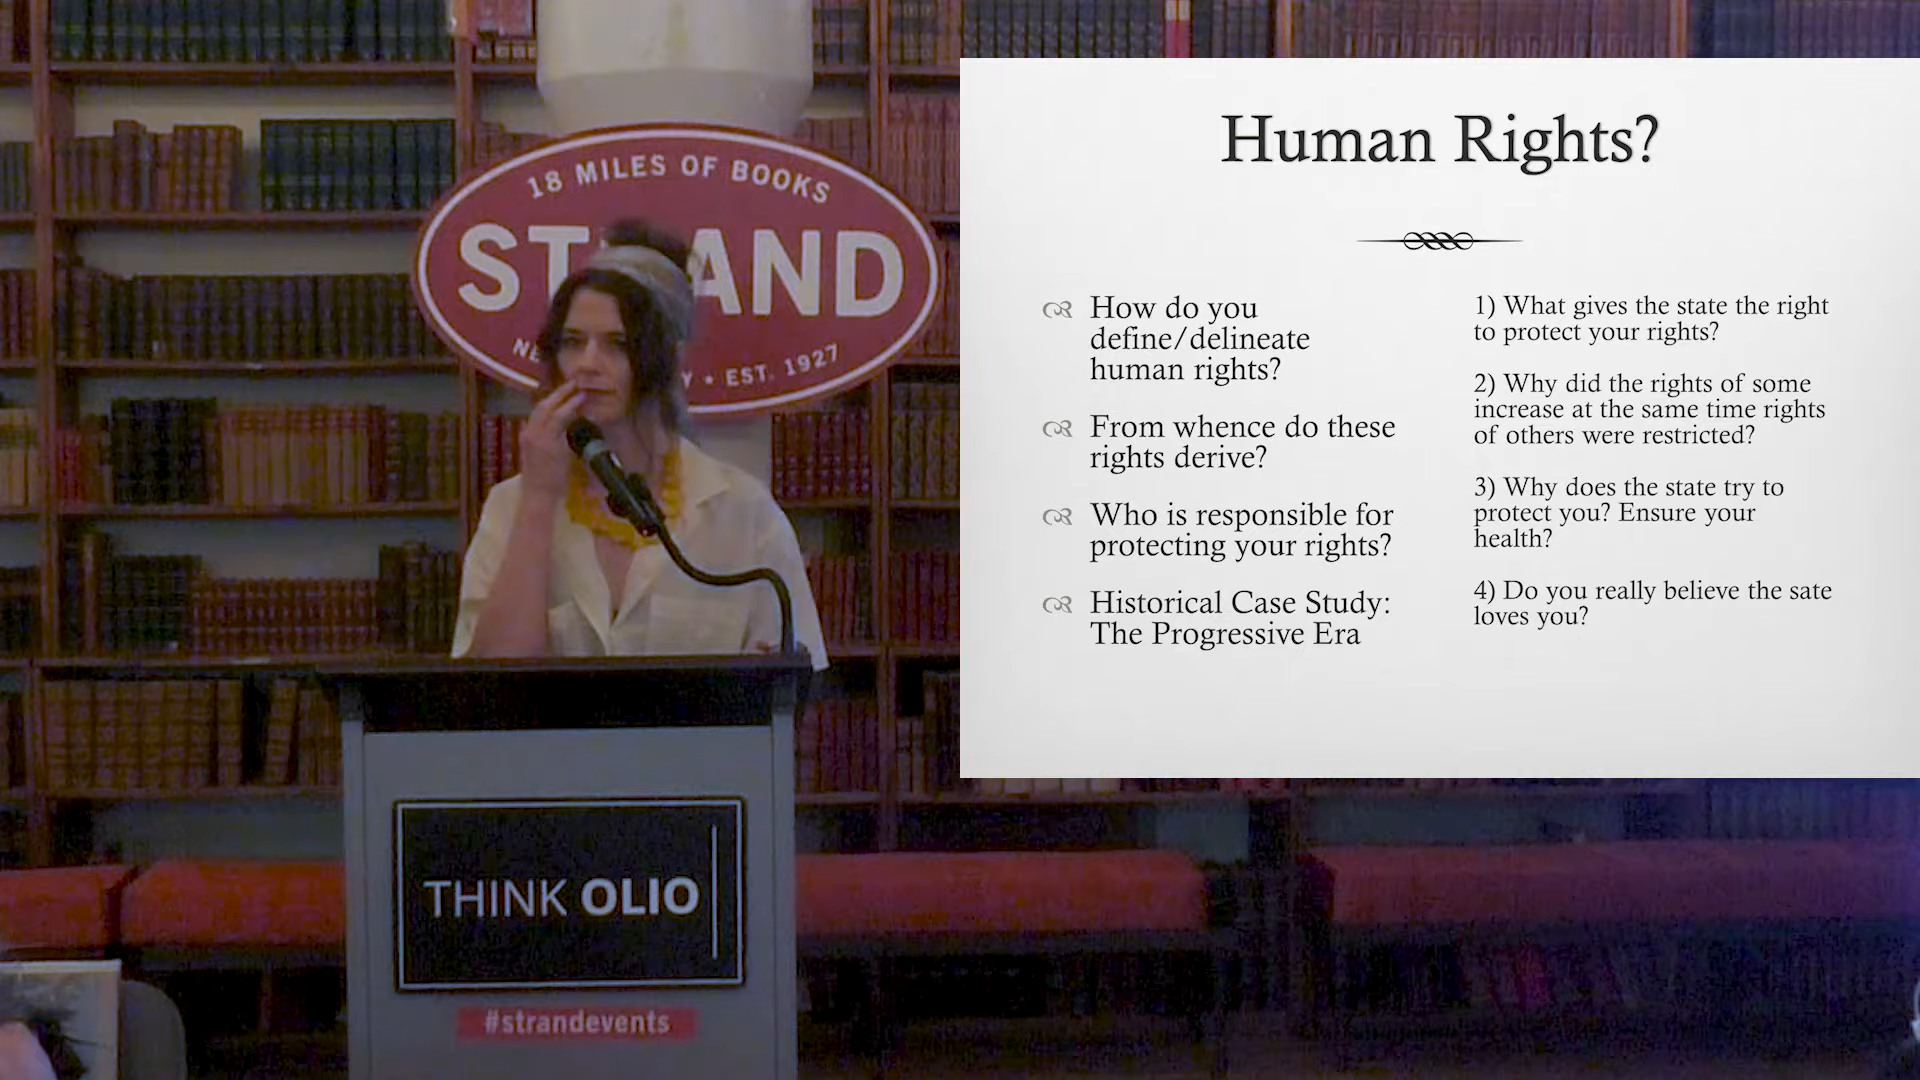 18 MILES OF BOOKS
ST AND
NE Y • EST. 1927
THINK OLIO
#strandevents
Human Rights?
How do you
define/delineate
human rights?
From whence do these
rights derive?
Who is responsible for
protecting your rights?
Historical Case Study:
The Progressive Era
1) What gives the state the right
to protect your rights?
2) Why did the rights of some
increase at the same time rights
of others were restricted?
3) Why does the state try to
protect you? Ensure your
health?
4) Do you really believe the sate
loves you?